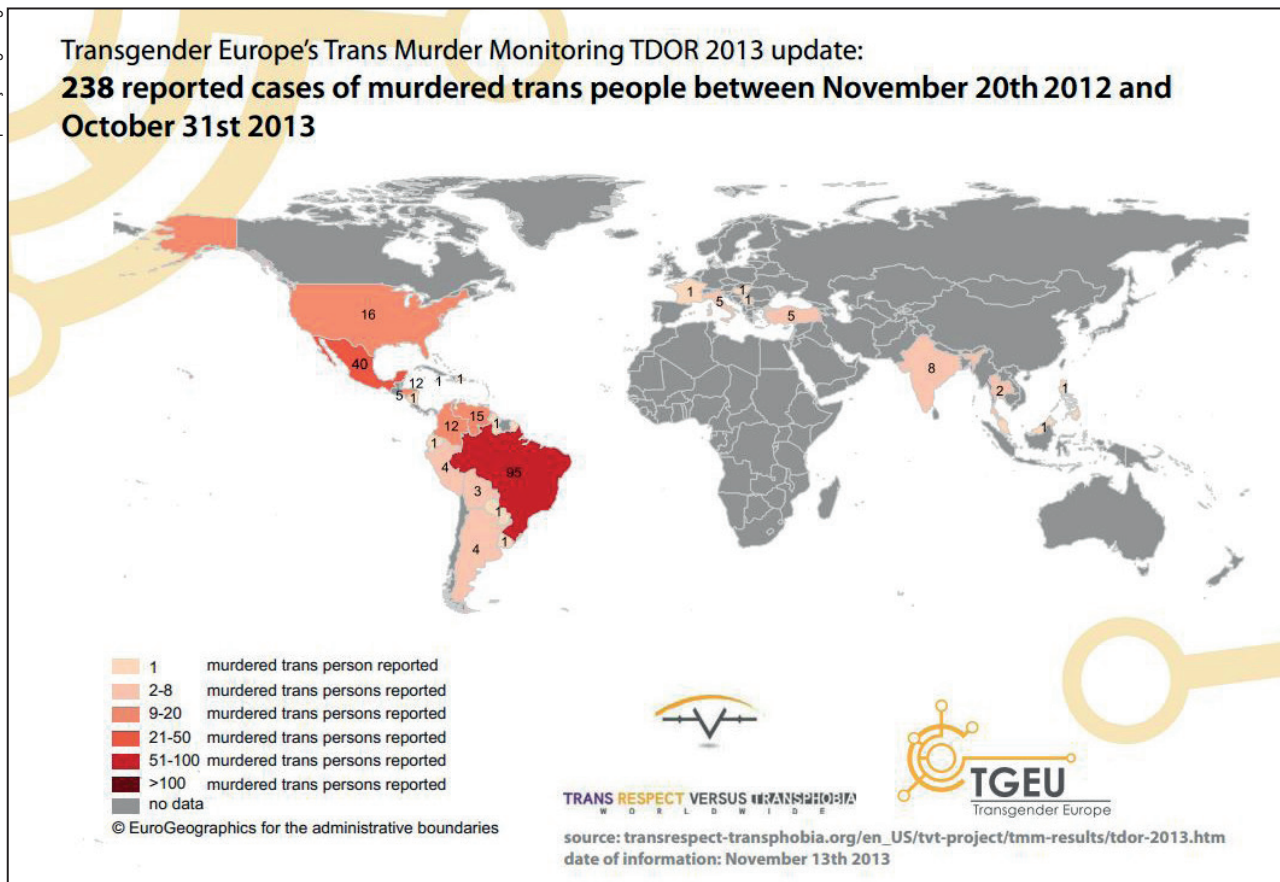 Transgender Europe's Trans Murder Monitoring TDOR 2013 update:
238 reported cases of murdered trans people between November 20th 2012 and
October 31st 2013
16
40
12
1
1
5
1
12
15
1
1
4
95
3
1
4
1
1
5
1
1
5
8
2
1
1
1 murdered trans person reported
2-8 murdered trans persons reported
9-20 murdered trans persons reported
21-50 murdered trans persons reported
51-100 murdered trans persons reported
>100 murdered trans persons reported
no data
© EuroGeographics for the administrative boundaries
TRANS RESPECT VERSUS TRANSPHOBIA
WORLDWIDE
TGEU
Transgender Europe
source: transrespect-transphobia.org/en_US/tvt-project/tmm-results/tdor-2013.htm
date of information: November 13th 2013